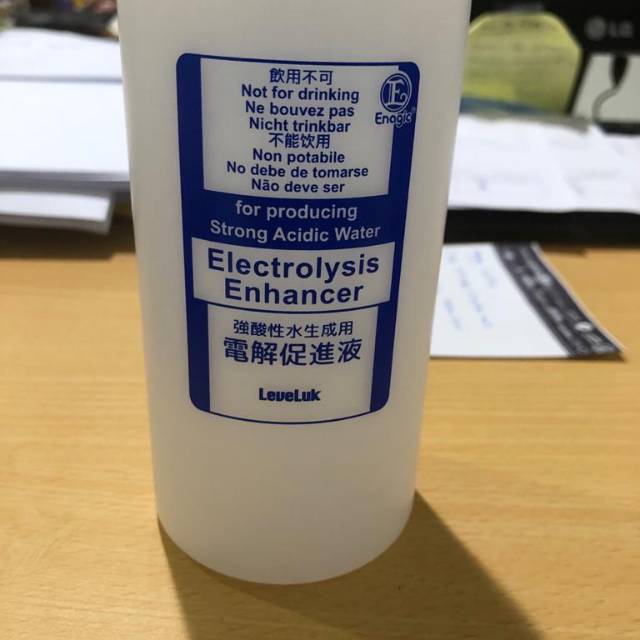 飲用不可
Not for drinking
Ne bouvez pas
Nicht trinkbar
不能饮用
Non potabile
No debe de tomarse
Não deve ser
E
Enagic
for producing
Strong Acidic Water
Electrolysis
Enhancer
強酸性水生成用
電解促進液
LeveLuk
LG